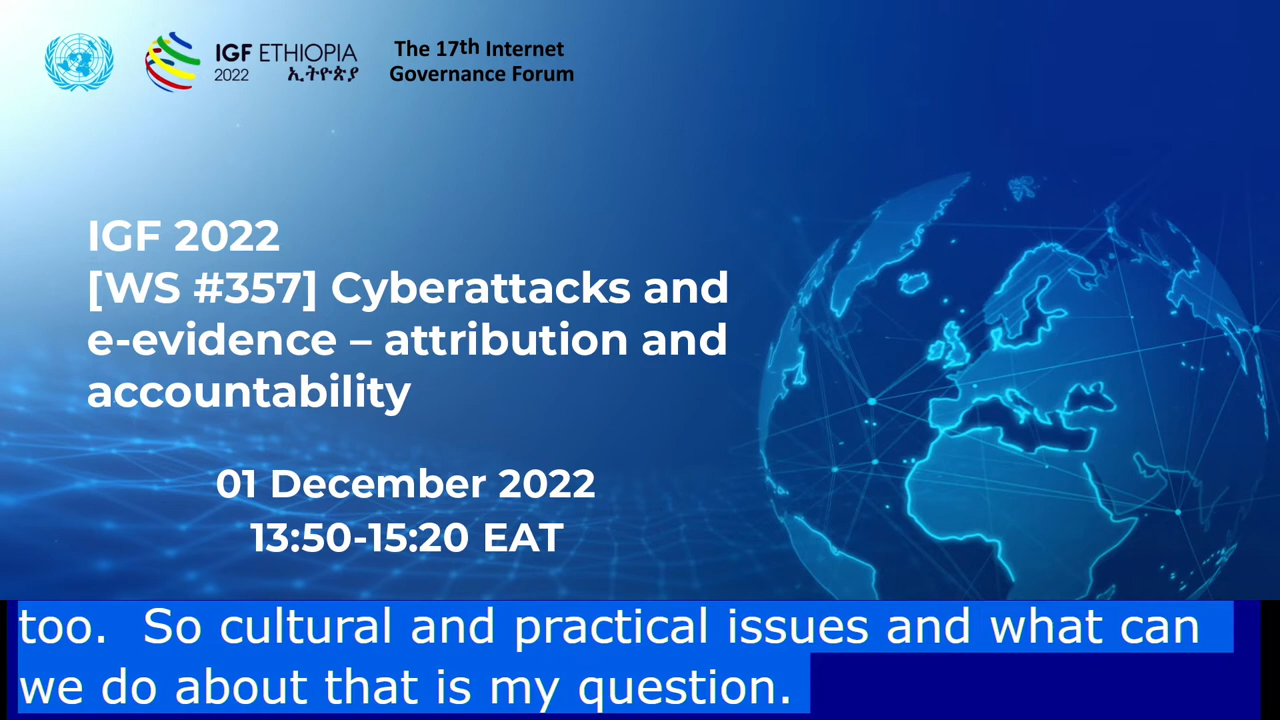 IGF ETHIOPIA
2022 ኢትዮጵያ
The 17th Internet
Governance Forum
IGF 2022
[WS #357] Cyberattacks and
e-evidence – attribution and
accountability
01 December 2022
13:50-15:20 EAT
too.  So cultural and practical issues and what can
we do about that is my question.